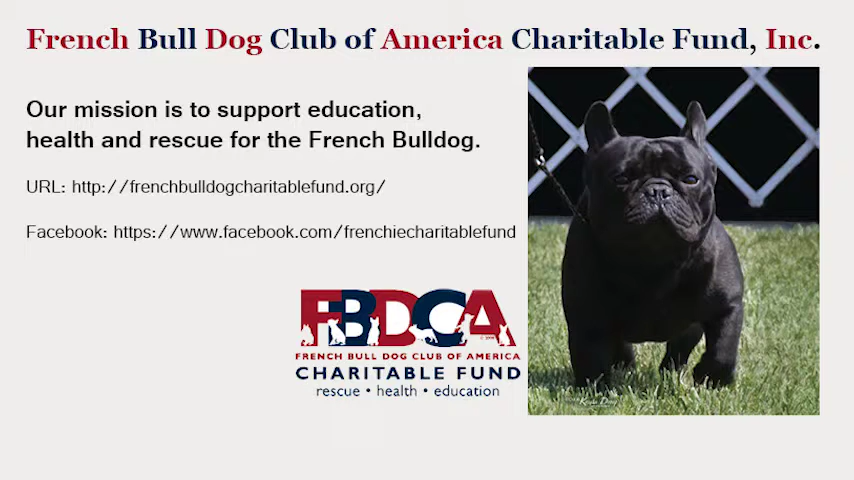 French Bull Dog Club of America Charitable Fund, Inc.
Our mission is to support education,
health and rescue for the French Bulldog.
URL: http://frenchbulldogcharitablefund.org/
Facebook: https://www.facebook.com/frenchiecharitablefund
FBDCA
FRENCH BULL DOG CLUB OF AMERICA
CHARITABLE FUND
rescue • health • education